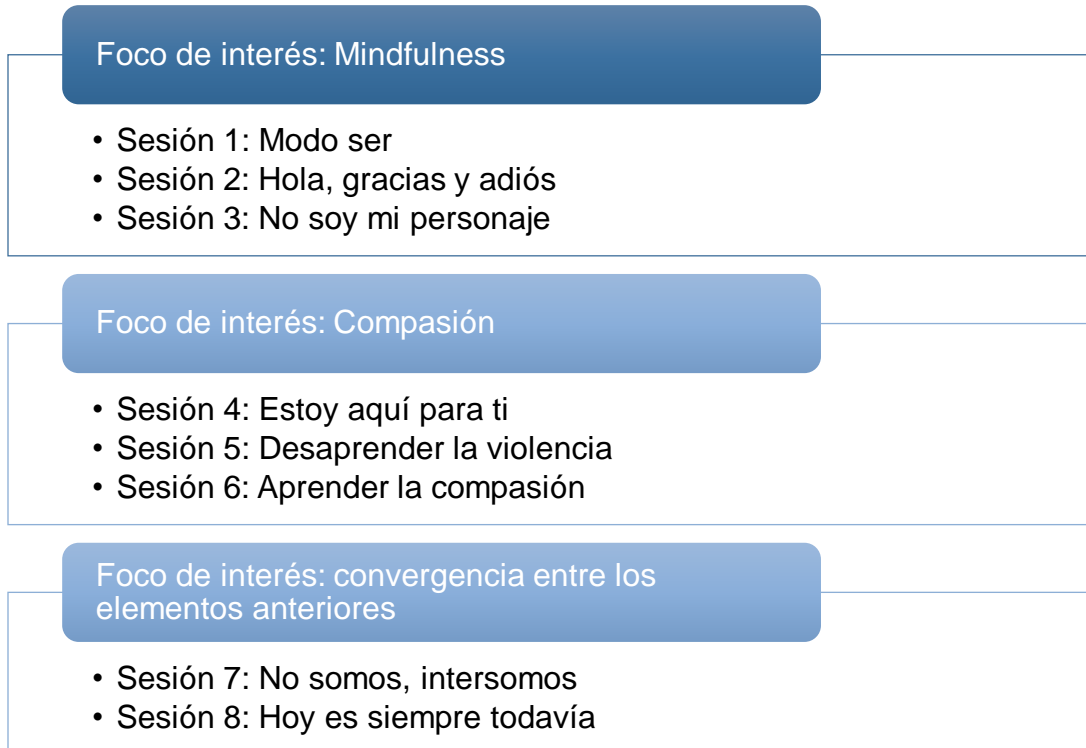 Foco de interés: Mindfulness
• Sesión 1: Modo ser
• Sesión 2: Hola, gracias y adiós
• Sesión 3: No soy mi personaje
Foco de interés: Compasión
• Sesión 4: Estoy aquí para ti
• Sesión 5: Desaprender la violencia
• Sesión 6: Aprender la compasión
Foco de interés: convergencia entre los
elementos anteriores
• Sesión 7: No somos, intersomos
• Sesión 8: Hoy es siempre todavía